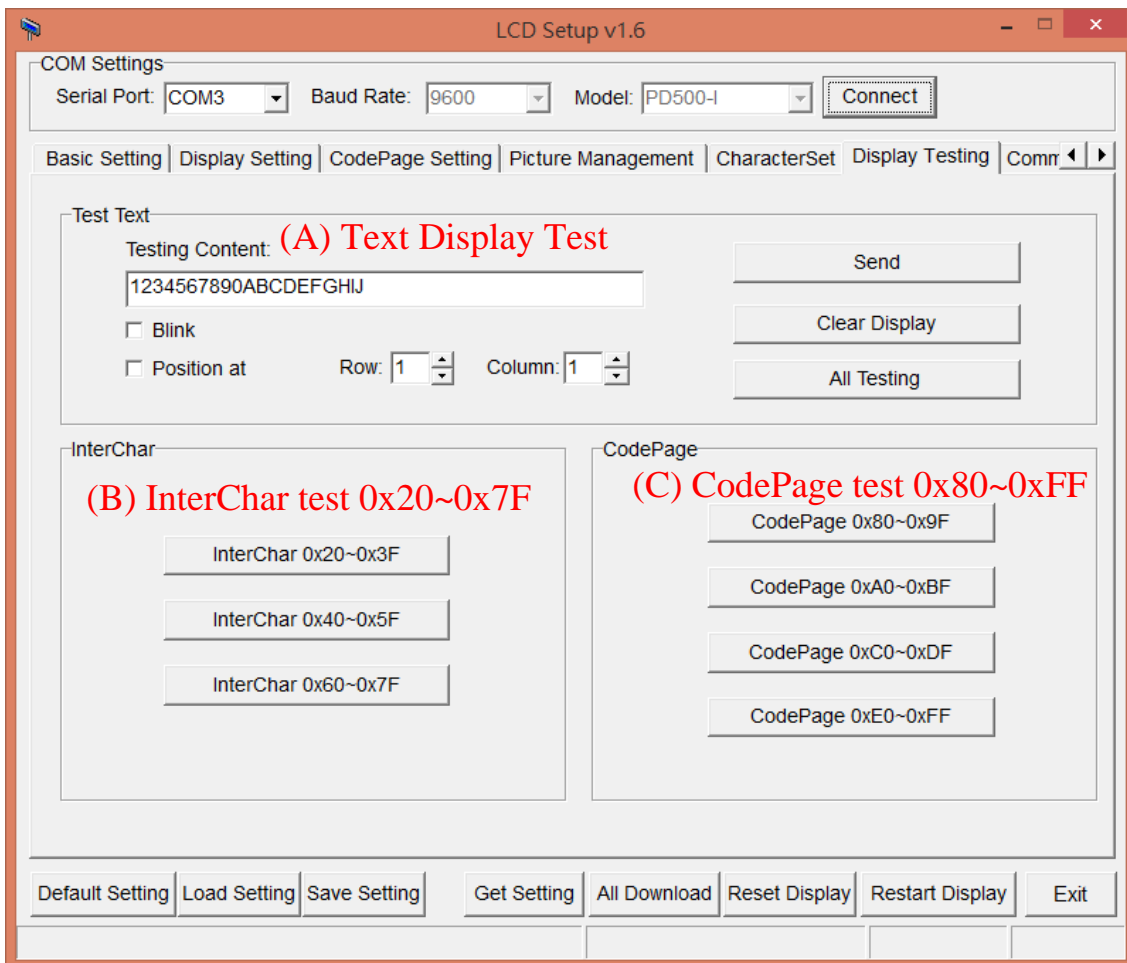 LCD Setup v1.6
COM Settings
Serial Port: COM3 Baud Rate: 9600 Model: PD500-I Connect
Basic Setting Display Setting CodePage Setting Picture Management CharacterSet Display Testing Comm
Test Text
(A) Text Display Test
Testing Content:
Send
1234567890ABCDEFGHIJ
Blink
Clear Display
Position at Row: 1 Column: 1
All Testing
InterChar
(B) InterChar test 0x20~0x7F
InterChar 0x20~0x3F
InterChar 0x40~0x5F
InterChar 0x60~0x7F
CodePage
(C) CodePage test 0x80~0xFF
CodePage 0x80~0x9F
CodePage 0xA0~0xBF
CodePage 0xC0~0xDF
CodePage 0xE0~0xFF
Default Setting Load Setting Save Setting Get Setting All Download Reset Display Restart Display Exit